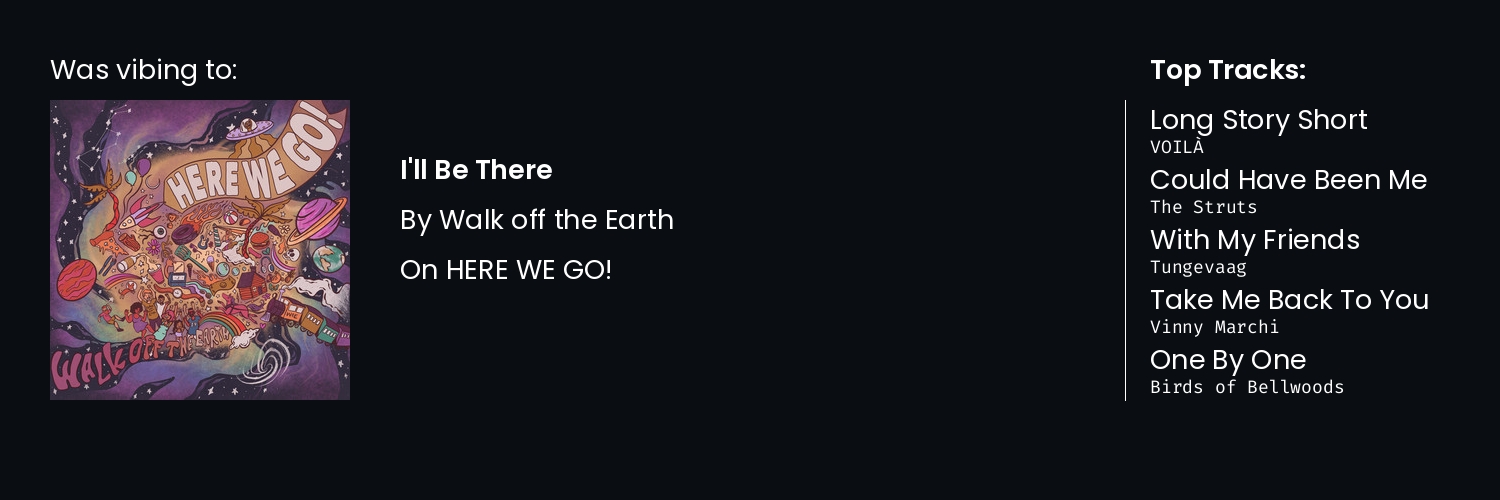 Was vibing to:
HERE WE GO!
WALK OFF THE EARTH
I'll Be There
By Walk off the Earth
On HERE WE GO!
Top Tracks:
Long Story Short
VOILÀ
Could Have Been Me
The Struts
With My Friends
Tungevaag
Take Me Back To You
Vinny Marchi
One By One
Birds of Bellwoods